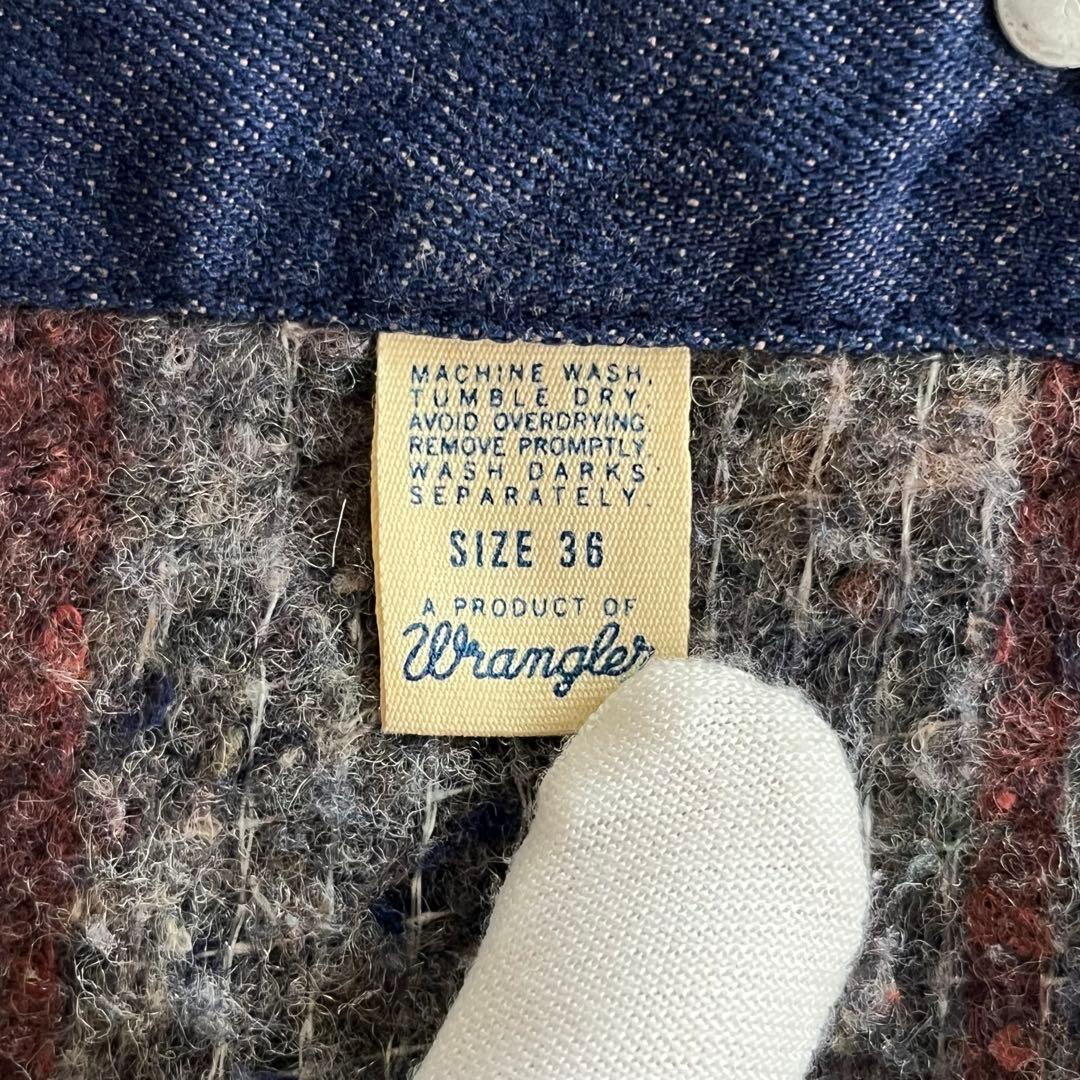 MACHINE WASH,
TUMBLE DRY,
AVOID OVERDRYING.
REMOVE PROMPTLY.
WASH DARKS
SEPARATELY.
SIZE 36
A PRODUCT OF
Wrangler